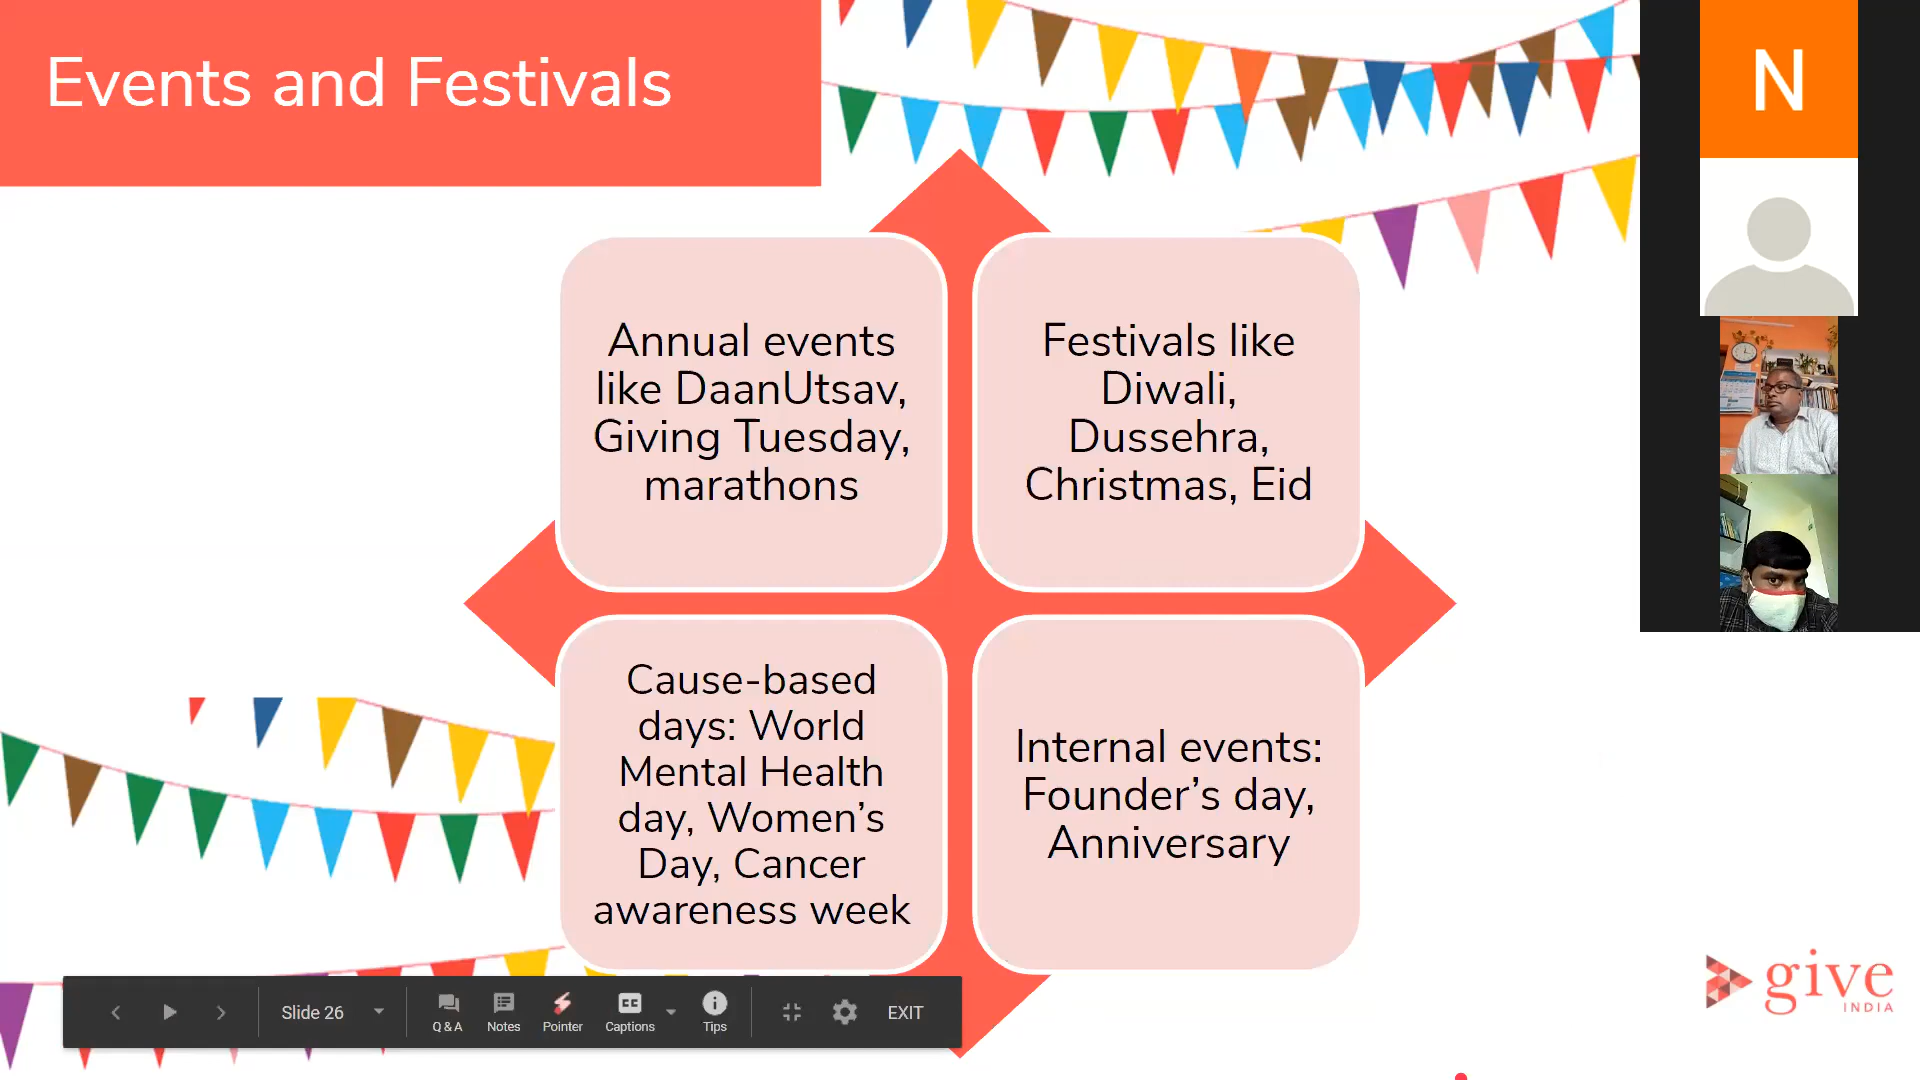 Events and Festivals
N
Annual events
like DaanUtsav,
Giving Tuesday,
marathons
Festivals like
Diwali,
Dussehra,
Christmas, Eid
Cause-based
days: World
Mental Health
day, Women’s
Day, Cancer
awareness week
Internal events:
Founder’s day,
Anniversary
give
INDIA
Slide 26
Q & A
Notes
Pointer
CC
Captions
Tips
EXIT